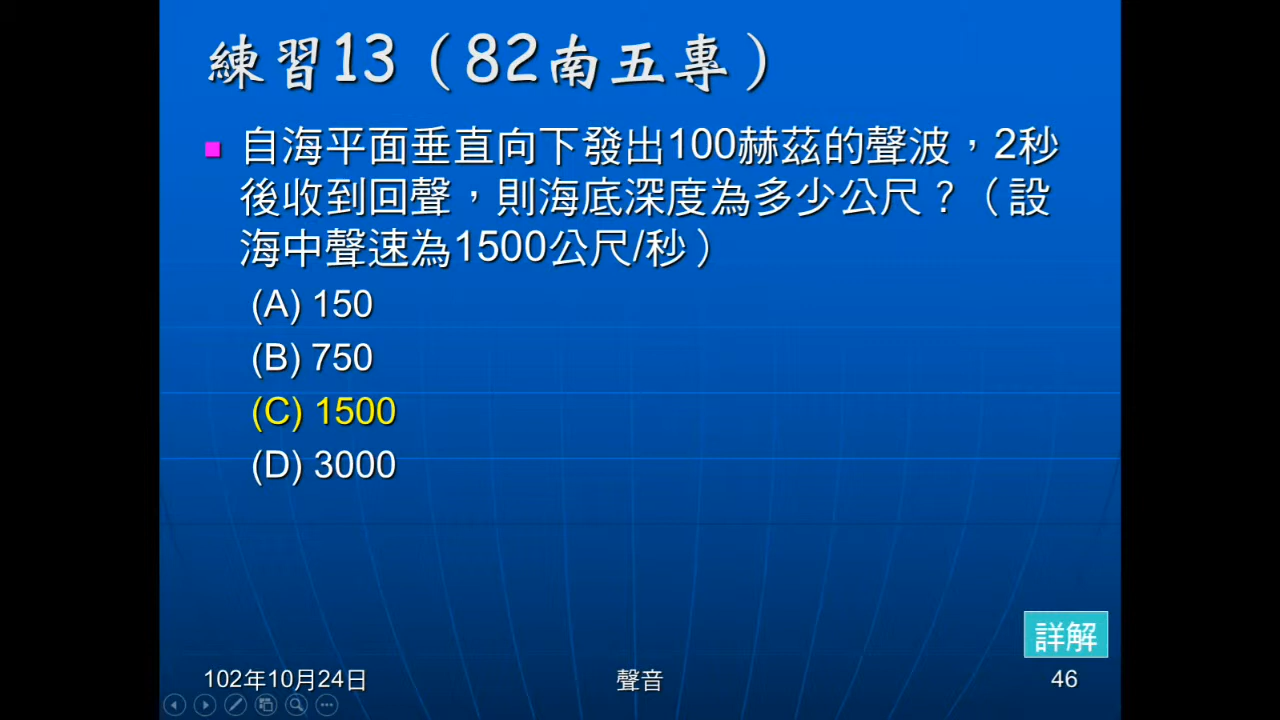 練習13（82南五專）
自海平面垂直向下發出100赫茲的聲波，2秒
後收到回聲，則海底深度為多少公尺？（設
海中聲速為1500公尺/秒）
(A) 150
(B) 750
(C) 1500
(D) 3000
詳解
102年10月24日
聲音
46